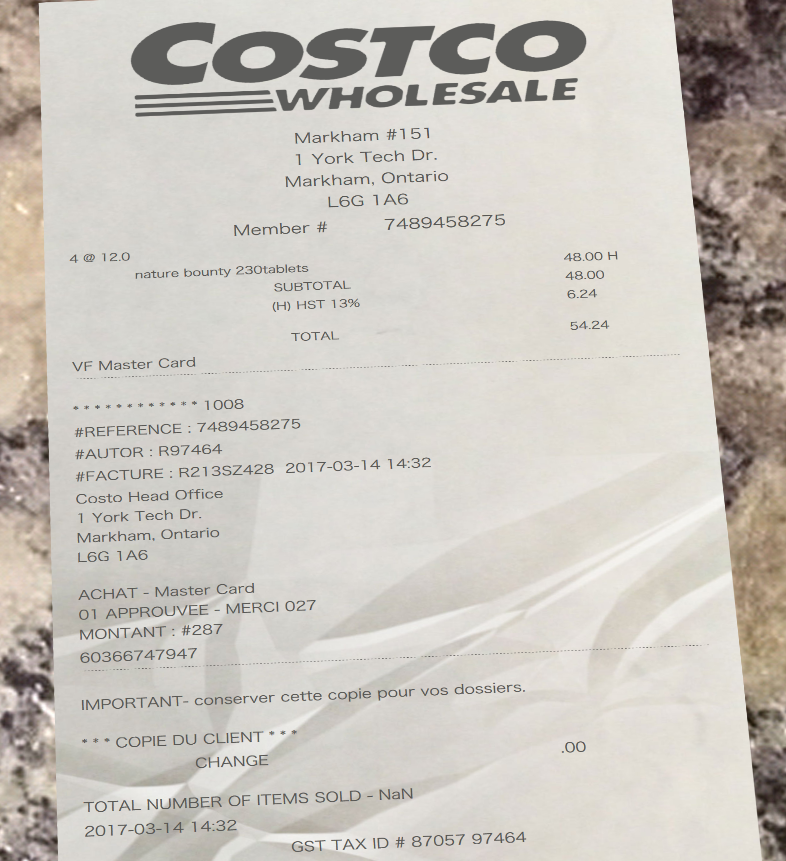 COSTCO
WHOLESALE
Markham #151
1 York Tech Dr.
Markham, Ontario
L6G 1A6
Member # 7489458275
4 @ 12.0
nature bounty 230tablets 48.00 H
SUBTOTAL 48.00
(H) HST 13% 6.24
TOTAL 54.24
VF Master Card
* * * * * * * * * * * * 1008
#REFERENCE : 7489458275
#AUTOR : R97464
#FACTURE : R213SZ428 2017-03-14 14:32
Costo Head Office
1 York Tech Dr.
Markham, Ontario
L6G 1A6
ACHAT - Master Card
01 APPROUVEE - MERCI 027
MONTANT : #287
60366747947
IMPORTANT- conserver cette copie pour vos dossiers.
* * * COPIE DU CLIENT * * *
CHANGE .00
TOTAL NUMBER OF ITEMS SOLD - NaN
2017-03-14 14:32
GST TAX ID # 87057 97464